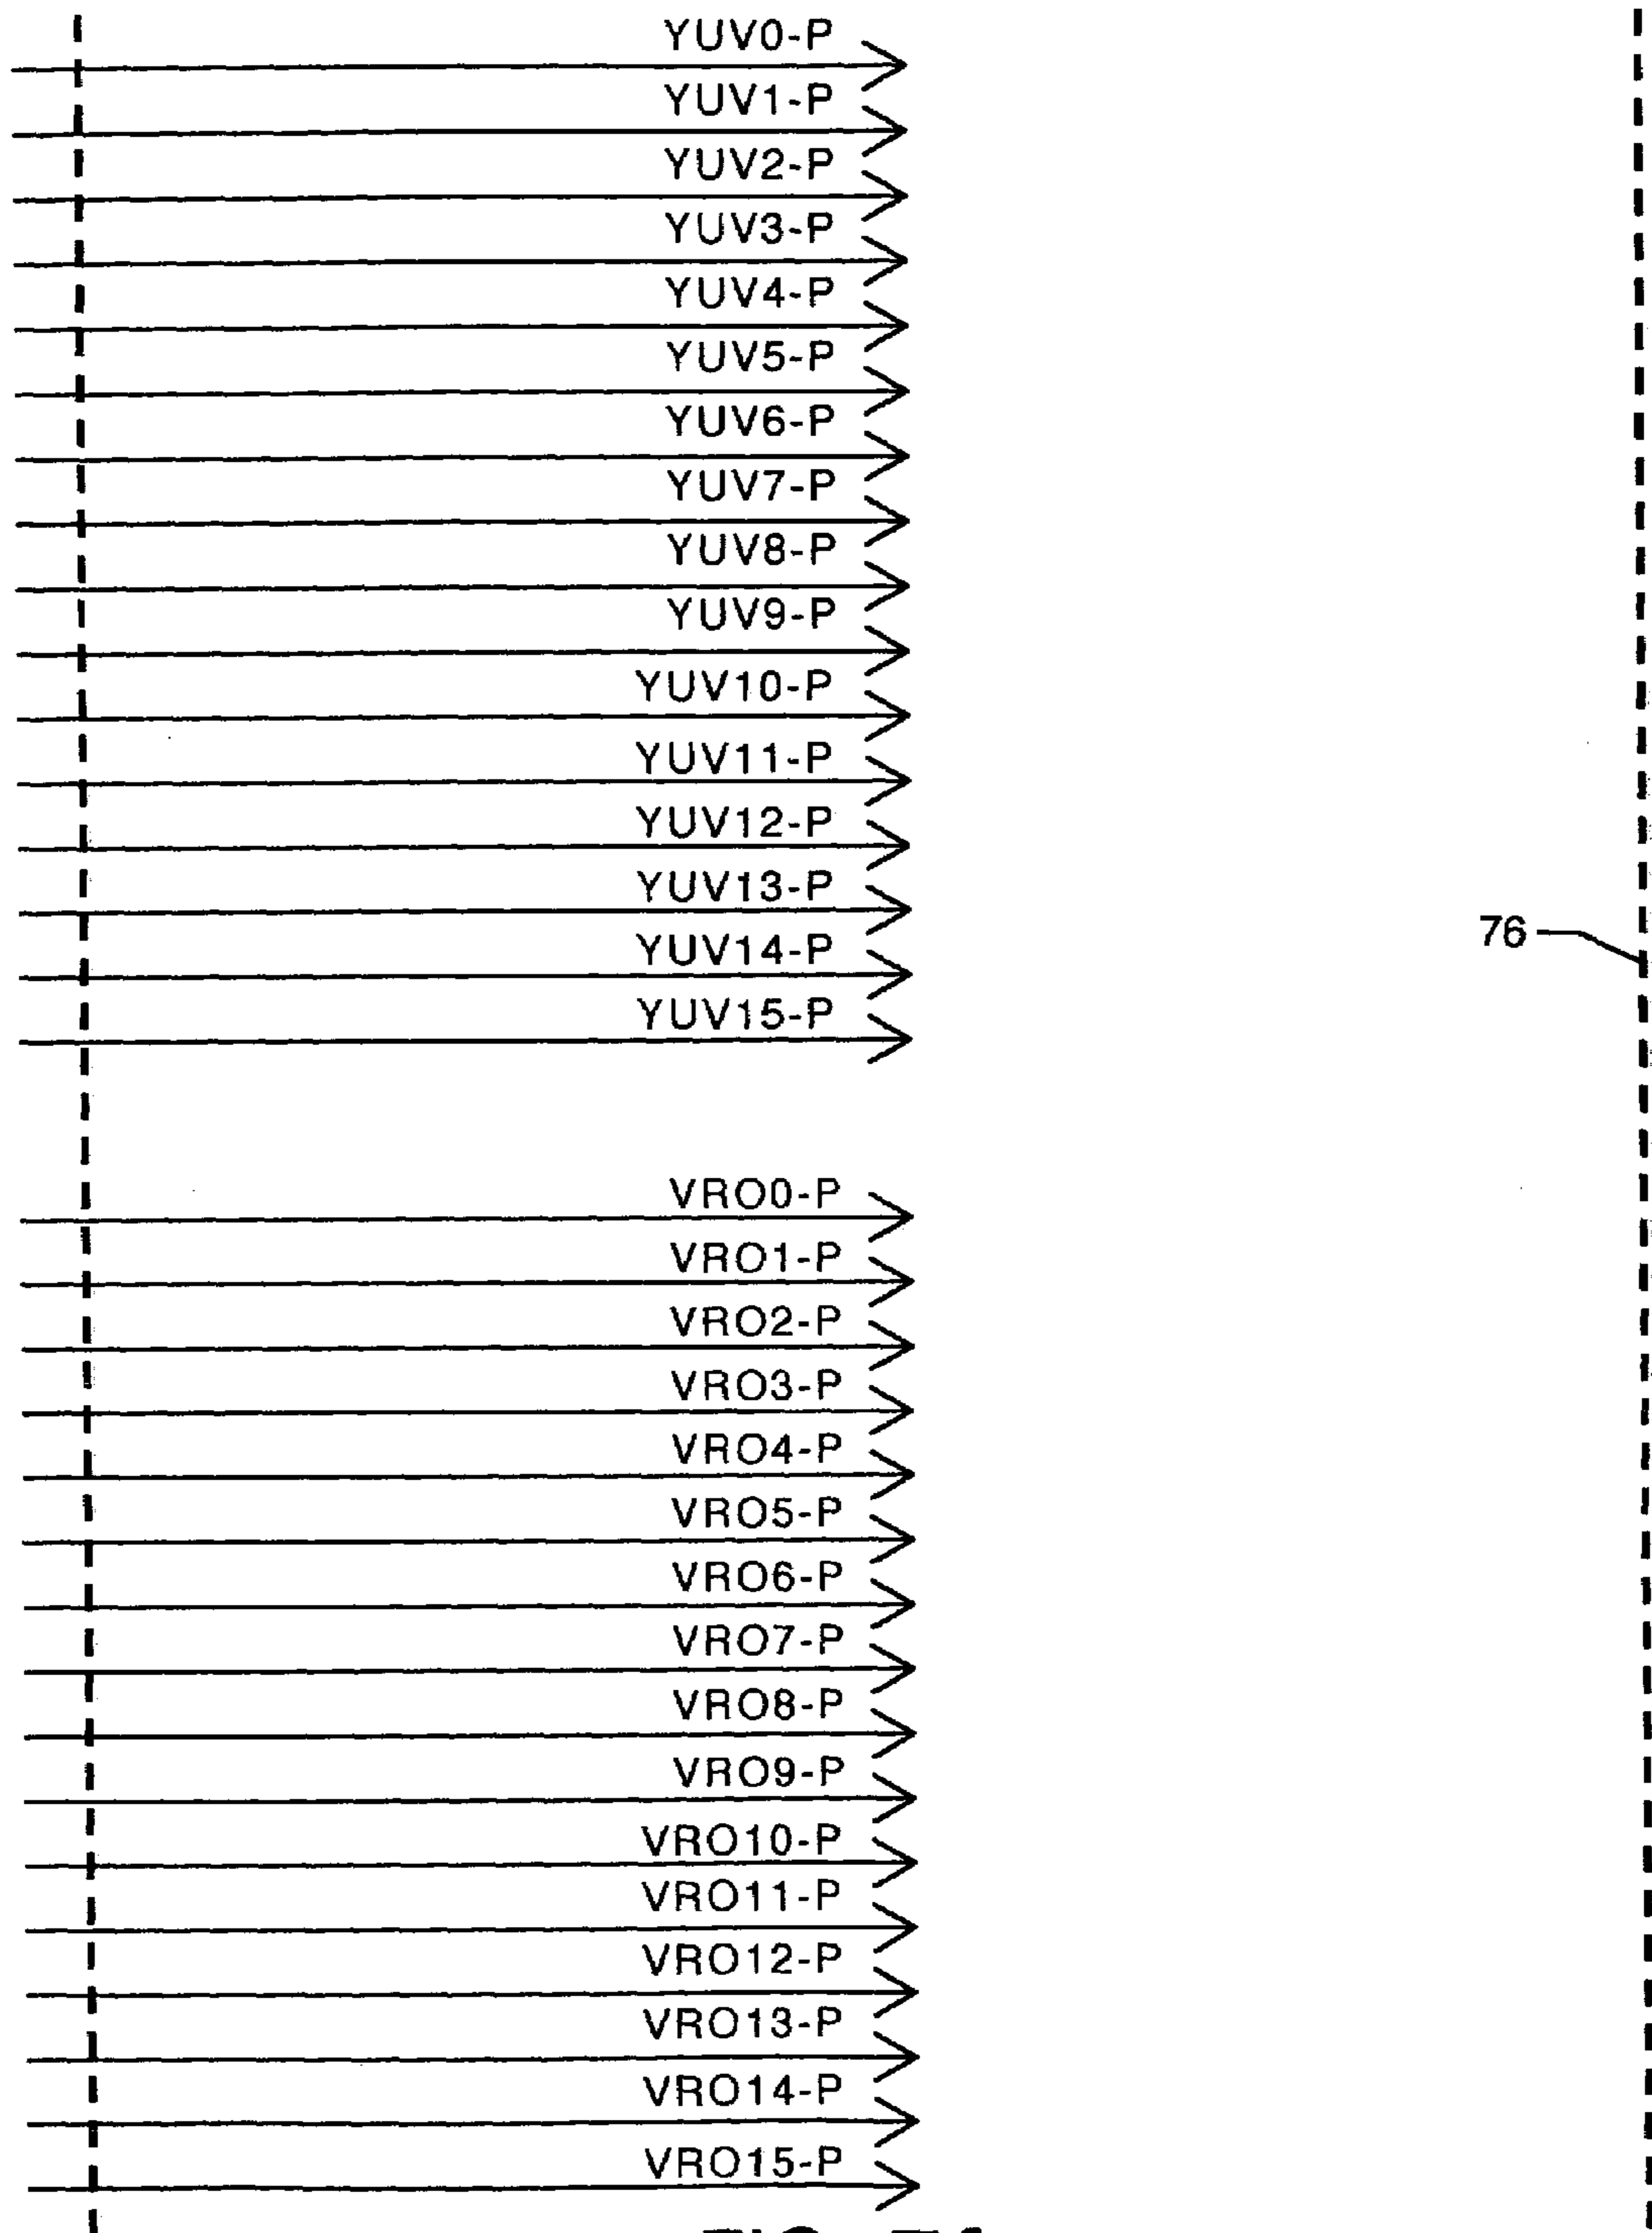 YUV0-P
YUV1-P
YUV2-P
YUV3-P
YUV4-P
YUV5-P
YUV6-P
YUV7-P
YUV8-P
YUV9-P
YUV10-P
YUV11-P
YUV12-P
YUV13-P
76
YUV14-P
YUV15-P
VRO0-P
VRO1-P
VRO2-P
VRO3-P
VRO4-P
VRO5-P
VRO6-P
VRO7-P
VRO8-P
VRO9-P
VRO10-P
VRO11-P
VRO12-P
VRO13-P
VRO14-P
VRO15-P